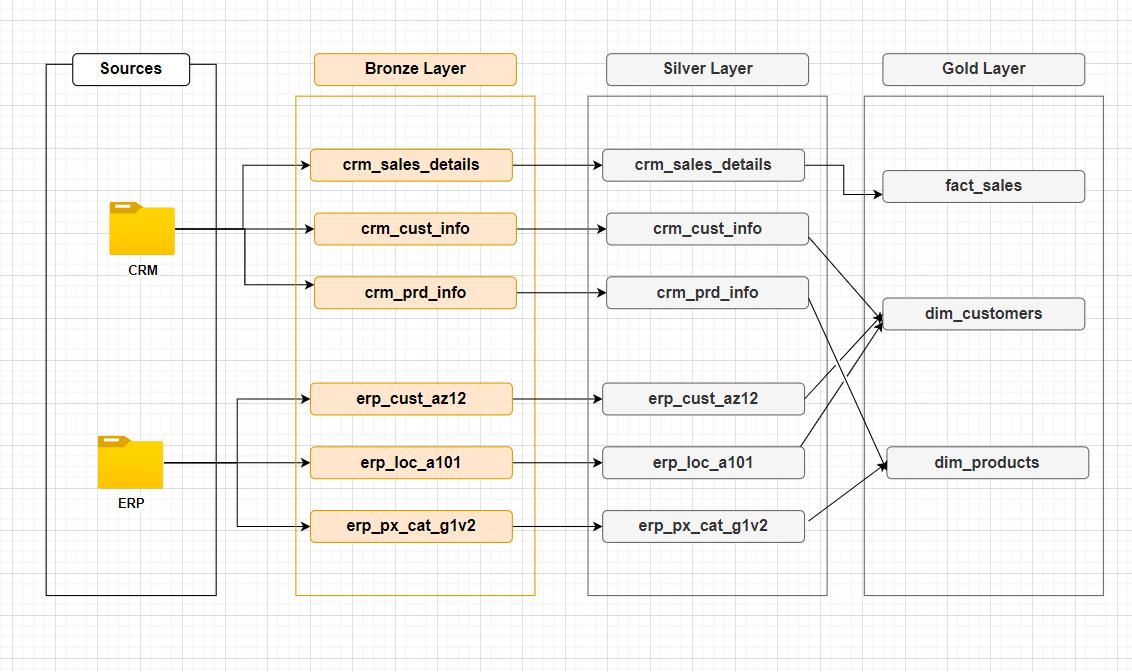 Sources
Bronze Layer
Silver Layer
Gold Layer
crm_sales_details
crm_sales_details
fact_sales
crm_cust_info
crm_cust_info
CRM
crm_prd_info
crm_prd_info
dim_customers
erp_cust_az12
erp_cust_az12
erp_loc_a101
erp_loc_a101
dim_products
ERP
erp_px_cat_g1v2
erp_px_cat_g1v2